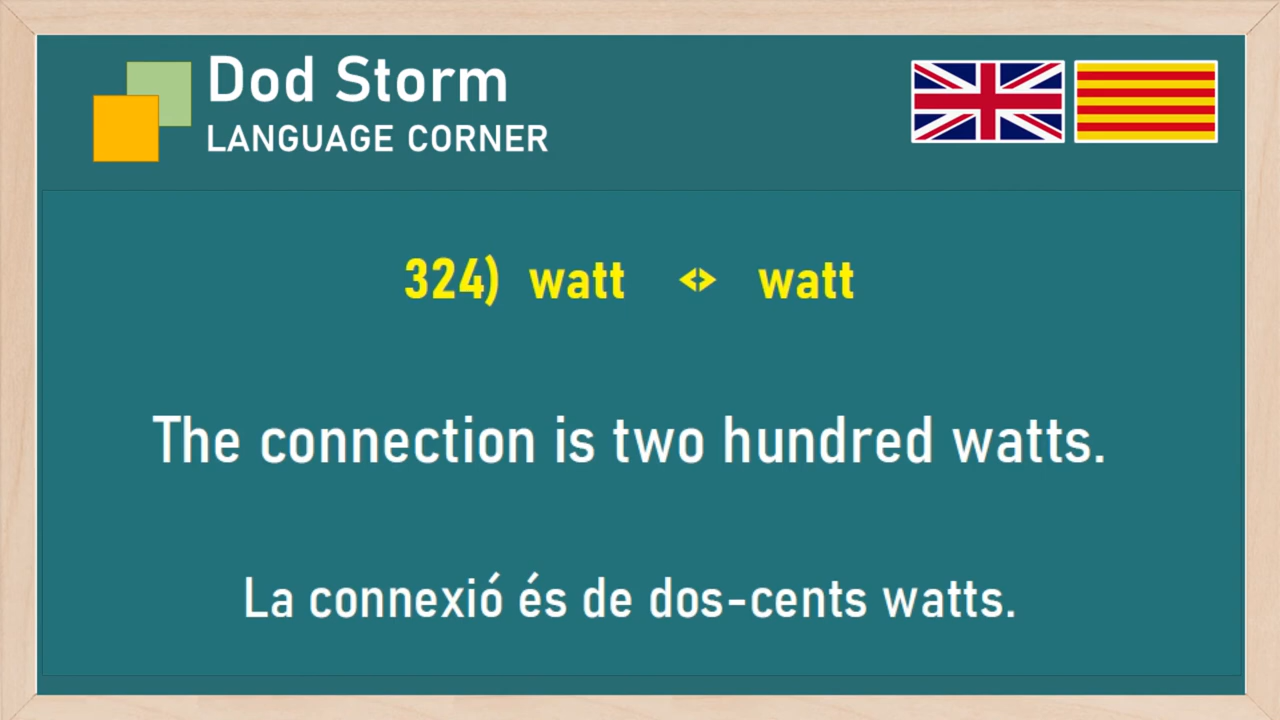 Dod Storm
LANGUAGE CORNER
324) watt <> watt
The connection is two hundred watts.
La connexió és de dos-cents watts.